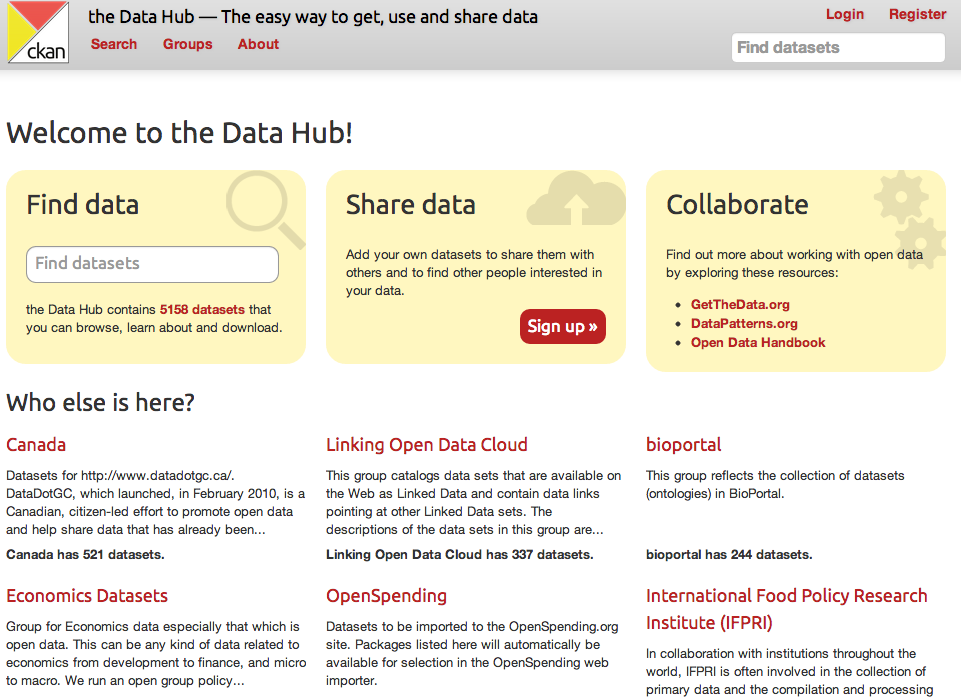 ckan
the Data Hub — The easy way to get, use and share data
Search Groups About
Login Register
Find datasets
Welcome to the Data Hub!
Find data
Find datasets
the Data Hub contains 5158 datasets that
you can browse, learn about and download.
Share data
Add your own datasets to share them with
others and to find other people interested in
your data.
Sign up »
Collaborate
Find out more about working with open data
by exploring these resources:
• GetTheData.org
• DataPatterns.org
• Open Data Handbook
Who else is here?
Canada
Datasets for http://www.datadotgc.ca/.
DataDotGC, which launched, in February 2010, is a
Canadian, citizen-led effort to promote open data
and help share data that has already been...
Canada has 521 datasets.
Linking Open Data Cloud
This group catalogs data sets that are available on
the Web as Linked Data and contain data links
pointing at other Linked Data sets. The
descriptions of the data sets in this group are...
Linking Open Data Cloud has 337 datasets.
bioportal
This group reflects the collection of datasets
(ontologies) in BioPortal.
bioportal has 244 datasets.
Economics Datasets
Group for Economics data especially that which is
open data. This can be any kind of data related to
economics from development to finance, and micro
to macro. We run an open group policy...
OpenSpending
Datasets to be imported to the OpenSpending.org
site. Packages listed here will automatically be
available for selection in the OpenSpending web
importer.
International Food Policy Research
Institute (IFPRI)
In collaboration with institutions throughout the
world, IFPRI is often involved in the collection of
primary data and the compilation and processing